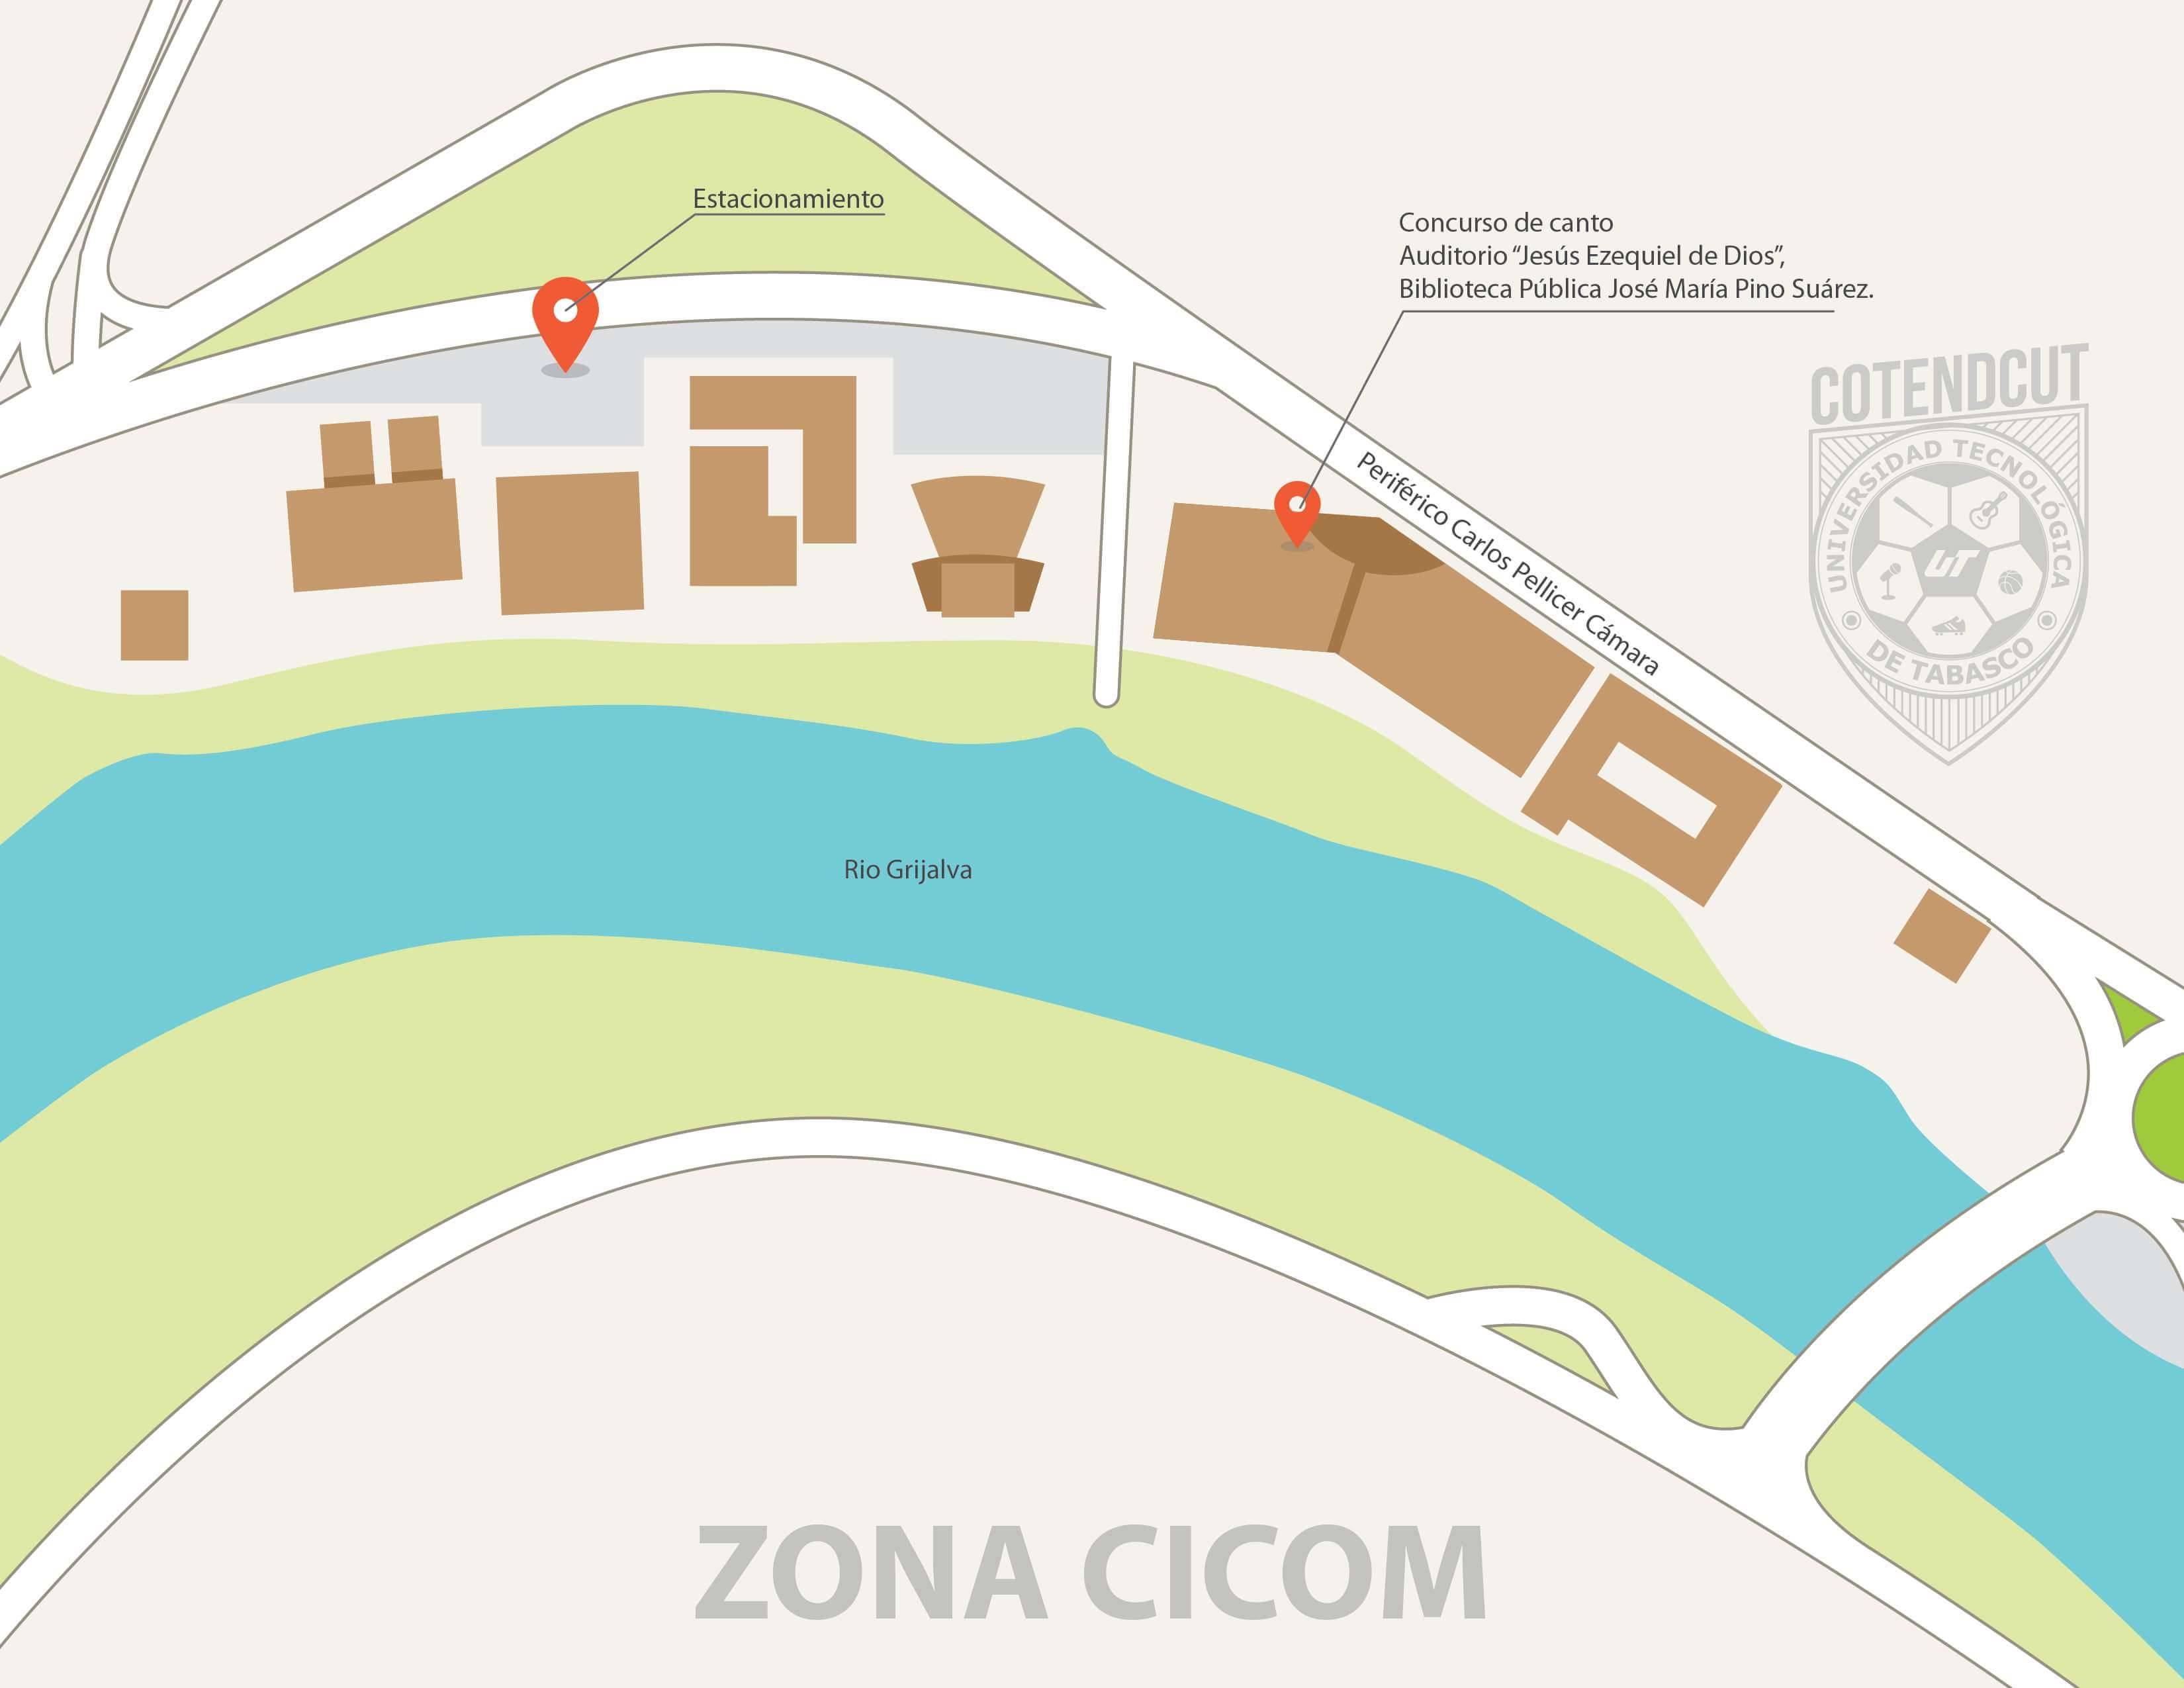 Estacionamiento
Concurso de canto
Auditorio “Jesús Ezequiel de Dios”,
Biblioteca Pública José María Pino Suárez.
COTENDCUT
UNIVERSIDAD TECNOLÓGICA
UT
DE TABASCO
Periférico Carlos Pellicer Cámara
Rio Grijalva
ZONA CICOM